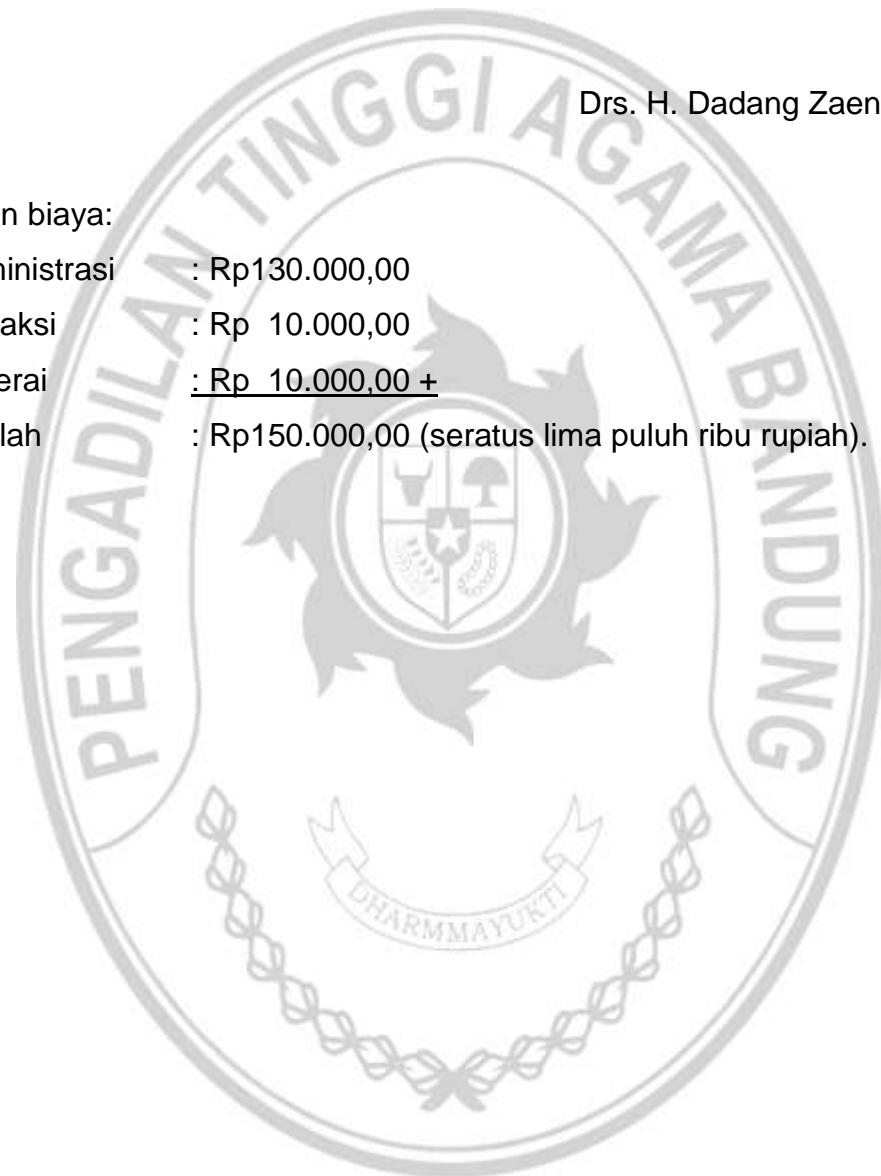 Drs. H. Dadang Zaen
n biaya:
ninistrasi : Rp130.000,00
aksi : Rp 10.000,00
erai : Rp 10.000,00 +
lah : Rp150.000,00 (seratus lima puluh ribu rupiah).
PENGADILAN TINGGI AGAMA BANDUNG
DHARMMAYUKTI